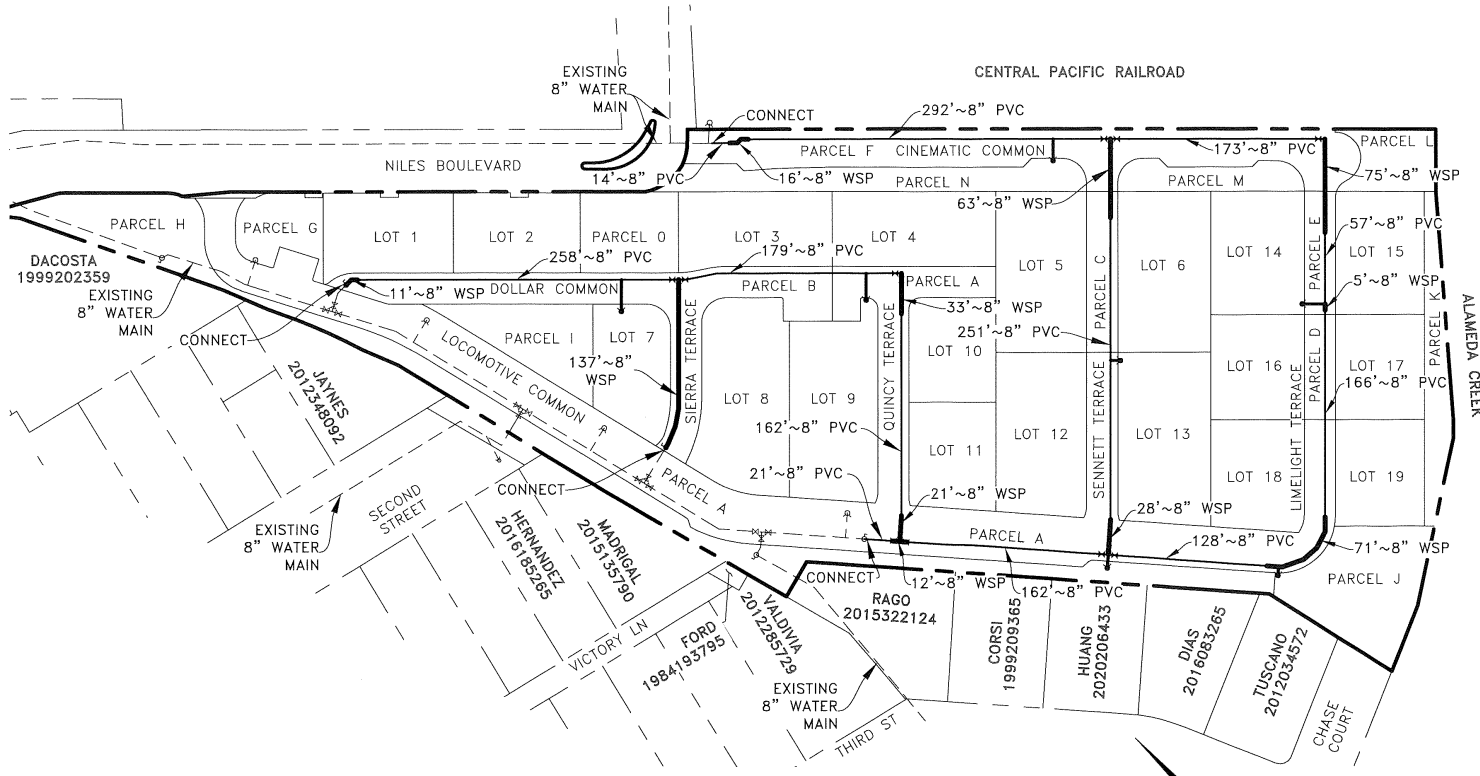 CENTRAL PACIFIC RAILROAD
EXISTING
8" WATER
MAIN
CONNECT
292'~8" PVC
PARCEL L
NILES BOULEVARD
PARCEL F CINEMATIC COMMON
173'~8" PVC
14'~8" PVC
16'~8" WSP
PARCEL N
PARCEL M
75'~8" WSP
63'~8" WSP
PARCEL H
PARCEL G
LOT 1
LOT 2
PARCEL O
LOT 3
LOT 4
LOT 5
PARCEL C
LOT 6
LOT 14
PARCEL E
57'~8" PVC
LOT 15
DACOSTA
1999202359
EXISTING
8" WATER
MAIN
258'~8" PVC
179'~8" PVC
11'~8" WSP
DOLLAR COMMON
PARCEL B
PARCEL A
5'~8" WSP
PARCEL K
ALAMEDA CREEK
CONNECT
LOCOMOTIVE COMMON
PARCEL I
LOT 7
SIERRA TERRACE
QUINCY TERRACE
33'~8" WSP
251'~8" PVC
LOT 10
PARCEL D
LOT 16
LOT 17
137'~8"
WSP
JAYNES
2012348092
LOT 8
LOT 9
166'~8" PVC
162'~8" PVC
LOT 11
LOT 12
SENNETT TERRACE
LOT 13
LIMELIGHT TERRACE
LOT 18
LOT 19
21'~8" PVC
CONNECT
PARCEL A
21'~8" WSP
28'~8" WSP
SECOND
STREET
EXISTING
8" WATER
MAIN
HERNANDEZ
2016185265
MADRIGAL
2015135790
PARCEL A
128'~8" PVC
71'~8" WSP
PARCEL J
CONNECT
12'~8" WSP
162'~8" PVC
RAGO
2015322124
VICTORY LN
FORD
1984193795
VALDIVIA
2012285729
CORSI
1999209365
HUANG
2020206433
DIAS
2016083265
TUSCANO
2012034572
EXISTING
8" WATER
MAIN
THIRD ST
CHASE
COURT